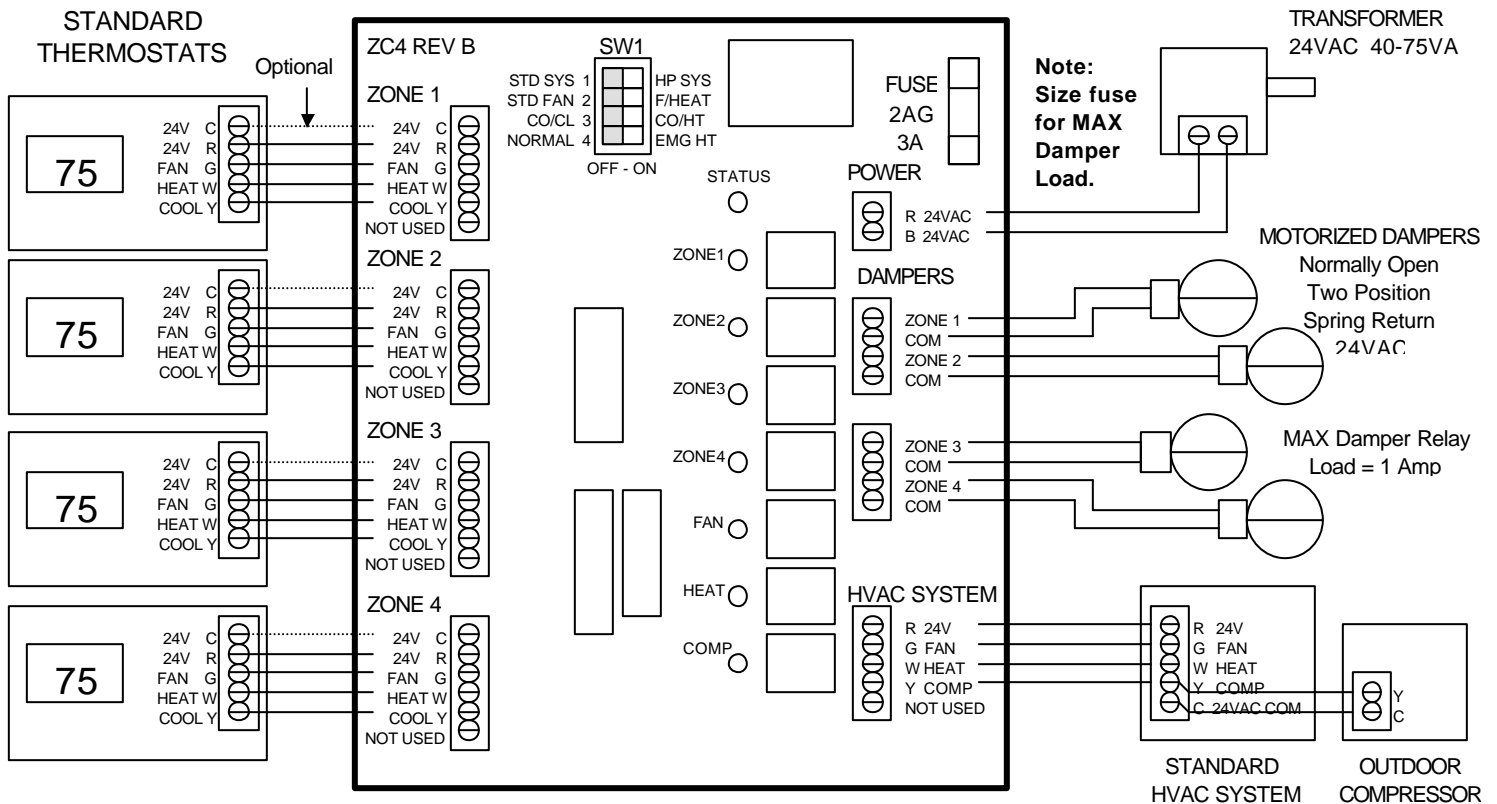 STANDARD
THERMOSTATS
Optional
75
24V C
24V R
FAN G
HEAT W
COOL Y
75
24V C
24V R
FAN G
HEAT W
COOL Y
75
24V C
24V R
FAN G
HEAT W
COOL Y
75
24V C
24V R
FAN G
HEAT W
COOL Y
ZC4 REV B
ZONE 1
24V C
24V R
FAN G
HEAT W
COOL Y
NOT USED
ZONE 2
24V C
24V R
FAN G
HEAT W
COOL Y
NOT USED
ZONE 3
24V C
24V R
FAN G
HEAT W
COOL Y
NOT USED
ZONE 4
24V C
24V R
FAN G
HEAT W
COOL Y
NOT USED
SW1
STD SYS 1 HP SYS
STD FAN 2 F/HEAT
CO/CL 3 CO/HT
NORMAL 4 EMG HT
OFF - ON
STATUS
ZONE1
ZONE2
ZONE3
ZONE4
FAN
HEAT
COMP
FUSE
2AG
3A
POWER
R 24VAC
B 24VAC
DAMPERS
ZONE 1
COM
ZONE 2
COM
ZONE 3
COM
ZONE 4
COM
HVAC SYSTEM
R 24V
G FAN
W HEAT
Y COMP
NOT USED
Note:
Size fuse
for MAX
Damper
Load.
TRANSFORMER
24VAC 40-75VA
MOTORIZED DAMPERS
Normally Open
Two Position
Spring Return
24VAC
MAX Damper Relay
Load = 1 Amp
R 24V
G FAN
W HEAT
Y COMP
C 24VAC COM
STANDARD
HVAC SYSTEM
Y
C
OUTDOOR
COMPRESSOR